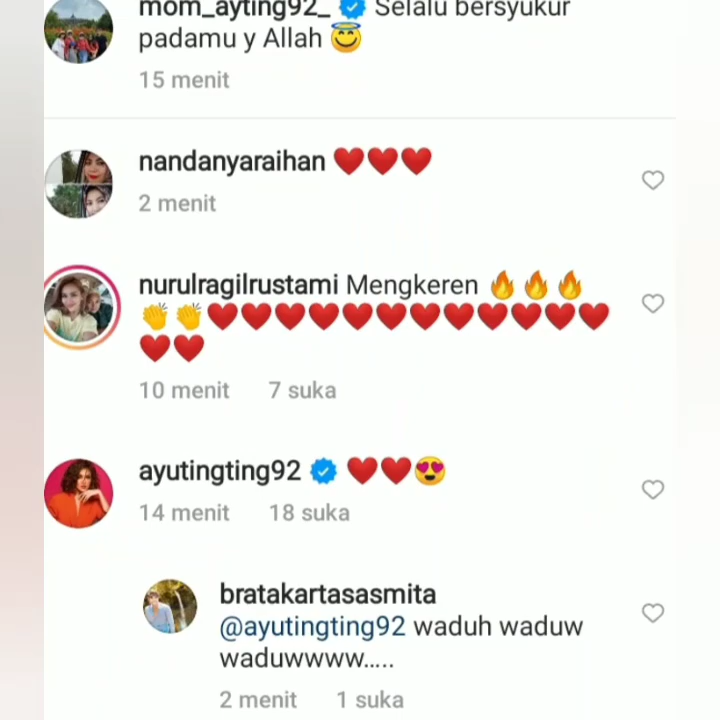 mom_ayting92_ Selalu bersyukur
padamu y Allah 😇
15 menit
nandanyaraihan ❤️❤️❤️
2 menit
nurulragilrustami Mengkeren 🔥🔥🔥
👏👏❤️❤️❤️❤️❤️❤️❤️❤️❤️❤️❤️❤️
❤️❤️
10 menit 7 suka
ayutingting92 ❤️❤️😍
14 menit 18 suka
bratakartasasmita
@ayutingting92 waduh waduw
waduwwww.....
2 menit 1 suka